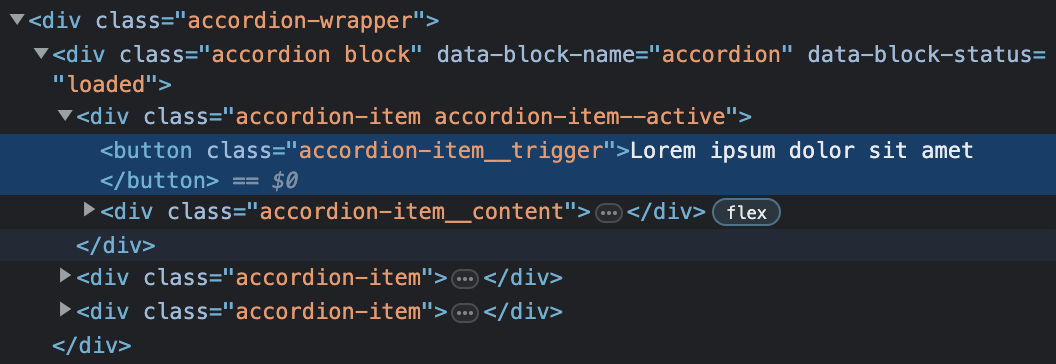 ▼<div class="accordion-wrapper">
▼<div class="accordion block" data-block-name="accordion" data-block-status=
"loaded">
▼<div class="accordion-item accordion-item--active">
<button class="accordion-item__trigger">Lorem ipsum dolor sit amet
</button> == $0
▶<div class="accordion-item__content">…</div> flex
</div>
▶<div class="accordion-item">…</div>
▶<div class="accordion-item">…</div>
</div>